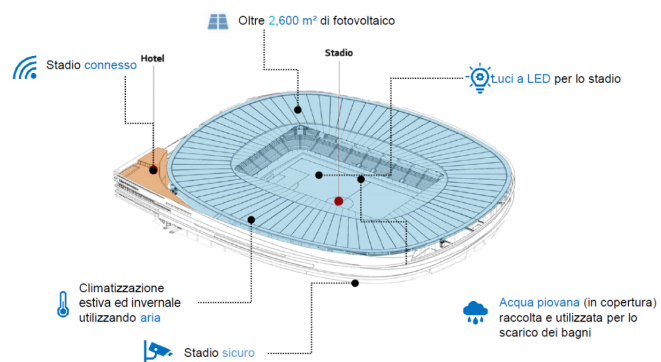 Oltre 2,600 m² di fotovoltaico
Stadio connesso
Hotel
Stadio
Luci a LED per lo stadio
Climatizzazione
estiva ed invernale
utilizzando aria
Acqua piovana (in copertura)
raccolta e utilizzata per lo
scarico dei bagni
Stadio sicuro